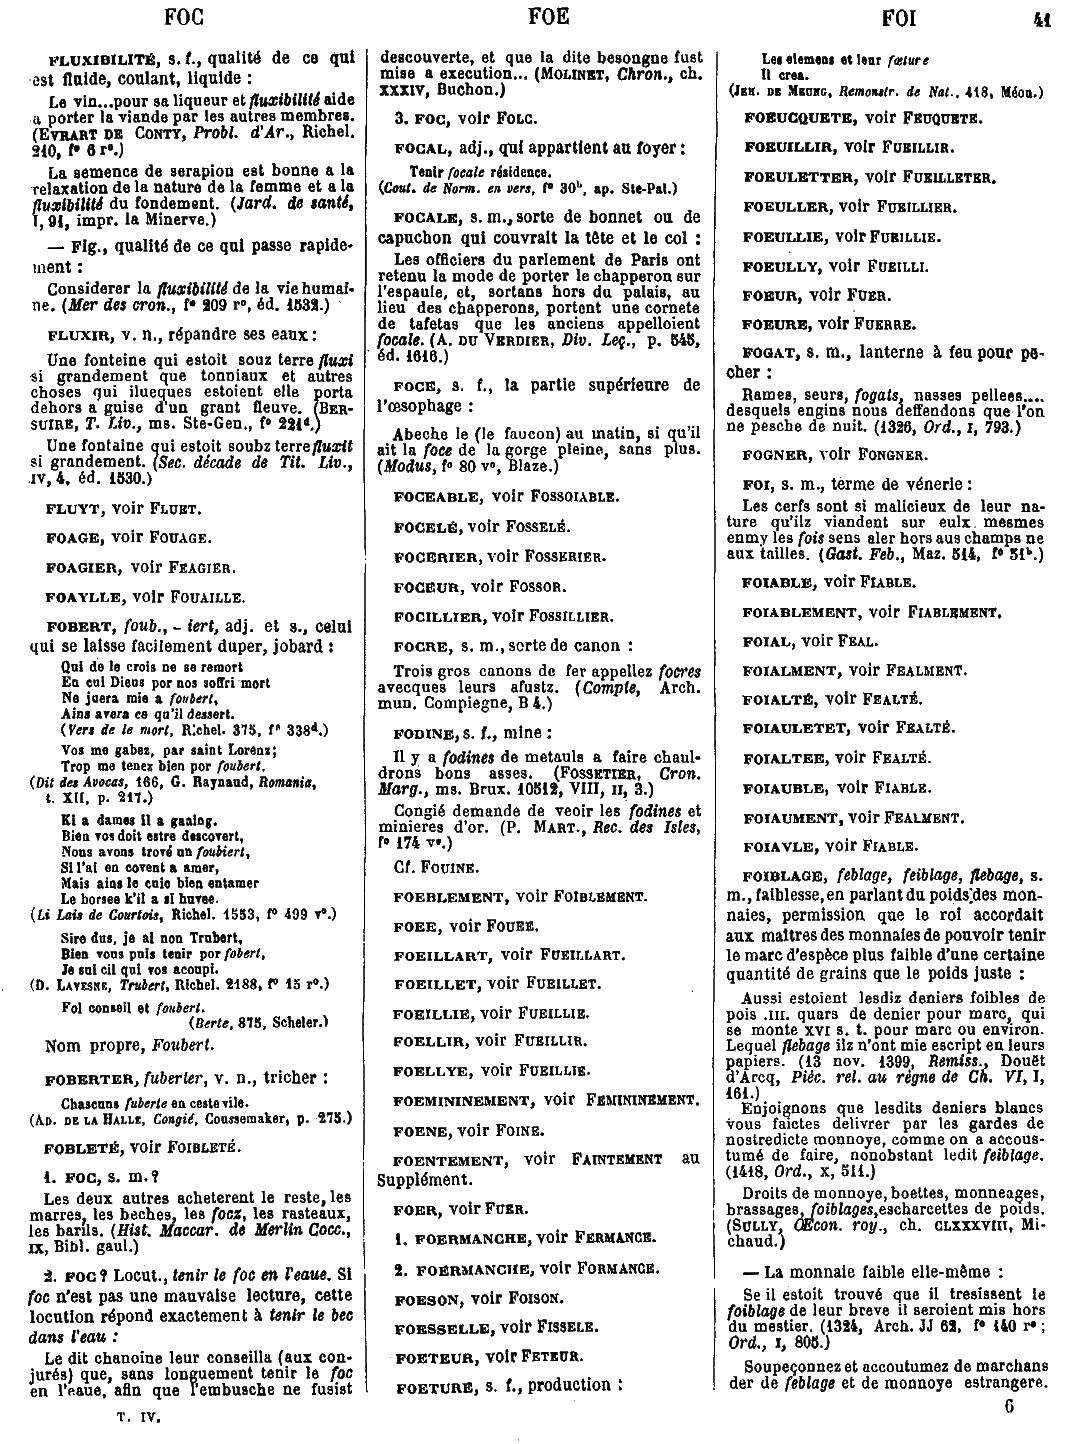 FOC
FOE
FOI
41
FLUXIBILITÉ, s. f., qualité de ce qui
est fluide, coulant, liquide :
Le vin...pour sa liqueur et fluxibilité aide
a porter la viande par les autres membres.
(EVRART DE CONTY, Probl. d'Ar., Richel.
210, f° 6 r°.)
La semence de serapion est bonne a la
relaxation de la nature de la femme et a la
fluxibilité du fondement. (Jard. de santé,
I, 91, impr. la Minerve.)
— Fig., qualité de ce qui passe rapide-
ment :
Considerer la fluxibilité de la vie humai-
ne. (Mer des cron., f° 209 r°, éd. 1532.)
FLUXIR, v. n., répandre ses eaux :
Une fonteine qui estoit souz terre fluxi
si grandement que tonniaux et autres
choses qui ilueques estoient elle porta
dehors a guise d'un grant fleuve. (BER-
SUIRE, T. Liv., ms. Ste-Gen., f° 221d.)
Une fontaine qui estoit soubz terre fluxit
si grandement. (Sec. décade de Tit. Liv.,
IV, 4, éd. 1530.)
FLUYT, voir FLUET.
FOAGE, voir FOUAGE.
FOAGIER, voir FEAGIER.
FOAYLLE, voir FOUAILLE.
FOBERT, foub., - iert, adj. et s., celui
qui se laisse facilement duper, jobard :
Qui de le crois ne se remort
En cui Dieus por nos soffri mort
Ne juera mie a foubert,
Ains avera ce qu'il dessert.
(Vers de le mort, Richel. 375, f° 338d.)
Vos me gabez, par saint Lorenz;
Trop me tenez bien por foubert.
(Dit des Avocas, 166, G. Raynaud, Romania,
t. XII, p. 217.)
Ki a dames il a gaaing.
Bien vos doit estre descovert,
Nous avons trové un foubiert,
Si l'ai en covent a amer,
Mais ains le cuic bien entamer
Le borsee k'il a si huvee.
(Li Lais de Courtois, Richel. 1553, f° 499 v°.)
Sire dus, je ai non Trubert,
Bien vous puis tenir por fobert,
Je sui cil qui vos acoupi.
(D. LAVESNE, Trubert, Richel. 2188, f° 15 r°.)
Fol conseil et foubert.
(Berte, 875, Scheler.)
Nom propre, Foubert.
FOBERTER, fuberter, v. n., tricher :
Chascuns fuberte en ceste vile.
(AD. DE LA HALLE, Congié, Coussemaker, p. 275.)
FOBLETÉ, voir FOIBLETÉ.
1. FOC, s. m. ?
Les deux autres acheterent le reste, les
marres, les beches, les focz, les rasteaux,
les barils. (Hist. Maccar. de Merlin Cocc.,
IX, Bibl. gaul.)
2. FOC ? Locut., tenir le foc en l'eaue. Si
foc n'est pas une mauvaise lecture, cette
locution répond exactement à tenir le bec
dans l'eau :
Le dit chanoine leur conseilla (aux con-
jurés) que, sans longuement tenir le foc
en l'eaue, afin que l'embusche ne fusist
T. IV.
descouverte, et que la dite besongne fust
mise a execution... (MOLINET, Chron., ch.
XXXIV, Buchon.)
3. FOC, voir FOLC.
FOCAL, adj., qui appartient au foyer :
Tenir focale résidence.
(Cout. de Norm. en vers, f° 30b, ap. Ste-Pal.)
FOCALE, s. m., sorte de bonnet ou de
capuchon qui couvrait la tête et le col :
Les officiers du parlement de Paris ont
retenu la mode de porter le chapperon sur
l'espaule, et, sortans hors du palais, au
lieu des chapperons, portent une cornete
de tafetas que les anciens appelloient
focale. (A. DU VERDIER, Div. Leç., p. 545,
éd. 1616.)
FOCE, s. f., la partie supérieure de
l'œsophage :
Abeche le (le faucon) au matin, si qu'il
ait la foce de la gorge pleine, sans plus.
(Modus, f° 80 v°, Blaze.)
FOCEABLE, voir FOSSOIABLE.
FOCELÉ, voir FOSSELÉ.
FOCERIER, voir FOSSERIER.
FOCEUR, voir FOSSOR.
FOCILLIER, voir FOSSILLIER.
FOCRE, s. m., sorte de canon :
Trois gros canons de fer appellez focres
avecques leurs afustz. (Compte, Arch.
mun. Compiegne, B 4.)
FODINE, s. f., mine :
Il y a fodines de metauls a faire chaul-
drons bons asses. (FOSSETIER, Cron.
Marg., ms. Brux. 10512, VIII, II, 3.)
Congié demande de veoir les fodines et
minieres d'or. (P. MART., Rec. des Isles,
f° 174 v°.)
Cf. FOUINE.
FOEBLEMENT, voir FOIBLEMENT.
FOEE, voir FOUEE.
FOEILLART, voir FUEILLART.
FOEILLET, voir FUEILLET.
FOEILLIE, voir FUEILLIE.
FOELLIR, voir FUEILLIR.
FOELLYE, voir FUEILLIE.
FOEMININEMENT, voir FEMININEMENT.
FOENE, voir FOINE.
FOENTEMENT, voir FAINTEMENT au
Supplément.
FOER, voir FUER.
1. FOERMANCHE, voir FERMANCE.
2. FOERMANCHE, voir FORMANCE.
FOESON, voir FOISON.
FOESSELLE, voir FISSELE.
FOETEUR, voir FETEUR.
FOETURE, s. f., production :
Les elemens et leur fœture
Il crea.
(JEH. DE MEUNG, Remonstr. de Nat., 418, Méon.)
FOEUCQUETE, voir FEUQUETE.
FOEUILLIR, voir FUEILLIR.
FOEULETTER, voir FUEILLETER.
FOEULLER, voir FUEILLIER.
FOEULLIE, voir FUEILLIE.
FOEULLY, voir FUEILLI.
FOEUR, voir FUER.
FOEURE, voir FUERRE.
FOGAT, s. m., lanterne à feu pour pê-
cher :
Rames, seurs, fogats, nasses pellees....
desquels engins nous deffendons que l'on
ne pesche de nuit. (1326, Ord., I, 793.)
FOGNER, voir FONGNER.
FOI, s. m., terme de vénerie :
Les cerfs sont si malicieux de leur na-
ture qu'ilz viandent sur eulx mesmes
enmy les fois sens aler hors aus champs ne
aux tailles. (Gast. Feb., Maz. 514, f° 51b.)
FOIABLE, voir FIABLE.
FOIABLEMENT, voir FIABLEMENT.
FOIAL, voir FEAL.
FOIALMENT, voir FEALMENT.
FOIALTÉ, voir FEALTÉ.
FOIAULETET, voir FEALTÉ.
FOIALTEE, voir FEALTÉ.
FOIAUBLE, voir FIABLE.
FOIAUMENT, voir FEALMENT.
FOIAVLE, voir FIABLE.
FOIBLAGE, feblage, feiblage, flebage, s.
m., faiblesse, en parlant du poids des mon-
naies, permission que le roi accordait
aux maîtres des monnaies de pouvoir tenir
le marc d'espèce plus faible d'une certaine
quantité de grains que le poids juste :
Aussi estoient lesdiz deniers foibles de
pois .III. quars de denier pour marc, qui
se monte XVI s. t. pour marc ou environ.
Lequel flebage ilz n'ont mie escript en leurs
papiers. (13 nov. 1399, Remiss., Douët
d'Arcq, Pièc. rel. au règne de Ch. VI, I,
161.)
Enjoignons que lesdits deniers blancs
vous faictes delivrer par les gardes de
nostredicte monnoye, comme on a accous-
tumé de faire, nonobstant ledit feiblage.
(1418, Ord., X, 511.)
Droits de monnoye, boettes, monneages,
brassages, foiblages, escharcettes de poids.
(SULLY, Œcon. roy., ch. CLXXXVIII, Mi-
chaud.)
— La monnaie faible elle-même :
Se il estoit trouvé que il tresissent le
foiblage de leur breve il seroient mis hors
du mestier. (1324, Arch. JJ 62, f° 140 r° ;
Ord., I, 805.)
Soupeçonnez et accoutumez de marchan
der de feblage et de monnoye estrangere.
6